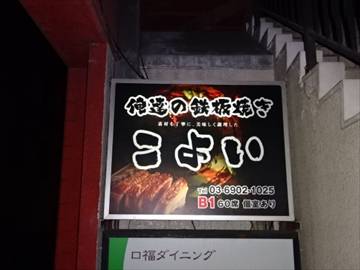 俺達の鉄板焼き
素材を丁寧に、美味しく調理した
こよい
Tel 03-6902-1025
B1 60席 個室あり
口福ダイニング